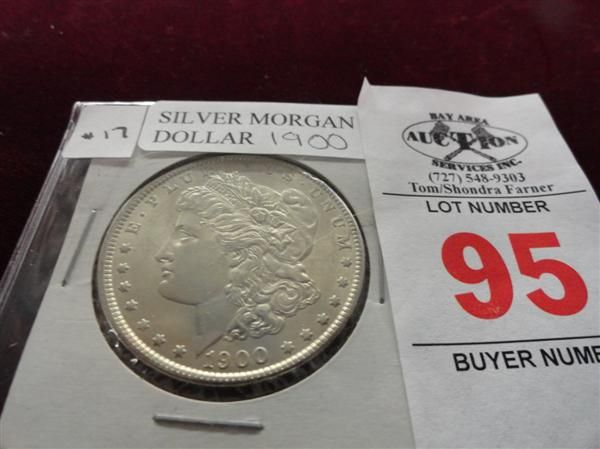 #17
SILVER MORGAN
DOLLAR 1900
E·PLURIBUS·UNUM
1900
BAY AREA
AUCTION
SERVICES INC.
(727) 548-9303
Tom/Shondra Farner
LOT NUMBER
95
BUYER NUMB